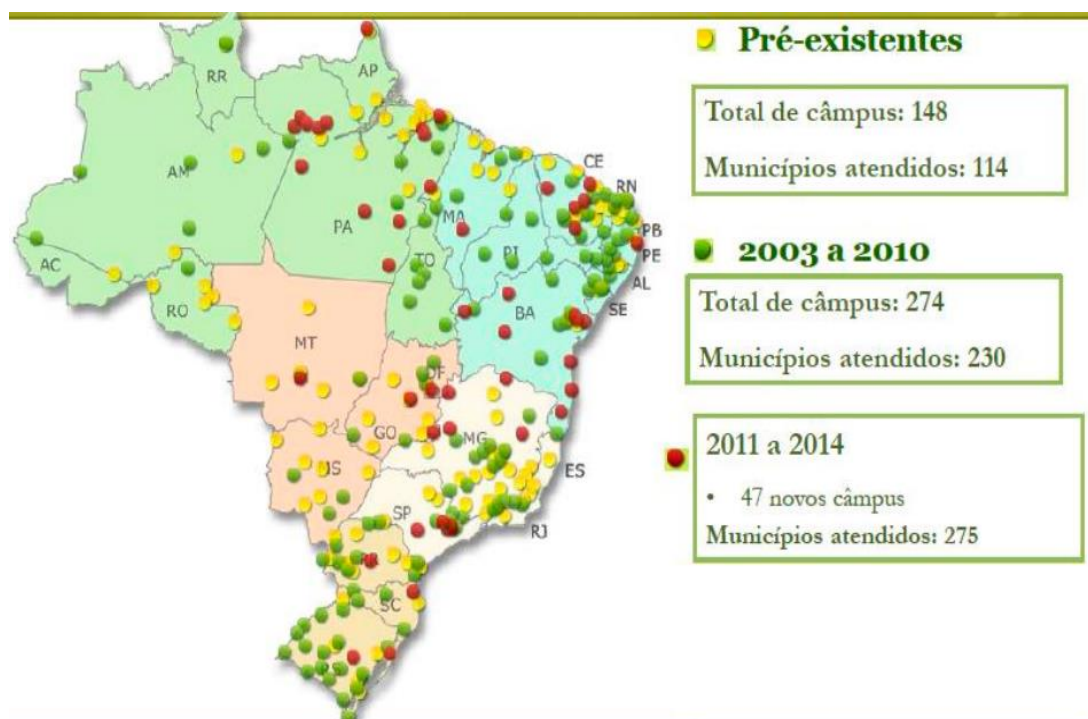 Pré-existentes
Total de câmpus: 148
Municípios atendidos: 114
2003 a 2010
Total de câmpus: 274
Municípios atendidos: 230
2011 a 2014
• 47 novos câmpus
Municípios atendidos: 275
RR
AP
AM
PA
MA
CE
RN
PB
PE
AL
SE
PI
TO
AC
RO
BA
MT
DF
GO
MG
ES
MS
SP
RJ
PR
SC